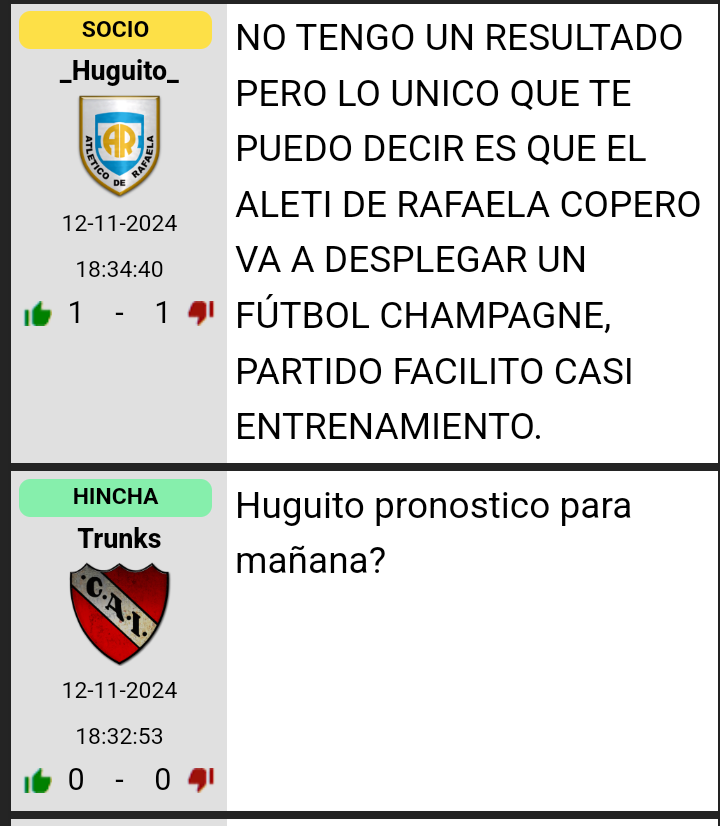 SOCIO
_Huguito_
AR
ATLETICO DE RAFAELA
12-11-2024
18:34:40
1 - 1
NO TENGO UN RESULTADO
PERO LO UNICO QUE TE
PUEDO DECIR ES QUE EL
ALETI DE RAFAELA COPERO
VA A DESPLEGAR UN
FÚTBOL CHAMPAGNE,
PARTIDO FACILITO CASI
ENTRENAMIENTO.
HINCHA
Trunks
C.A.I.
12-11-2024
18:32:53
0 - 0
Huguito pronostico para
mañana?